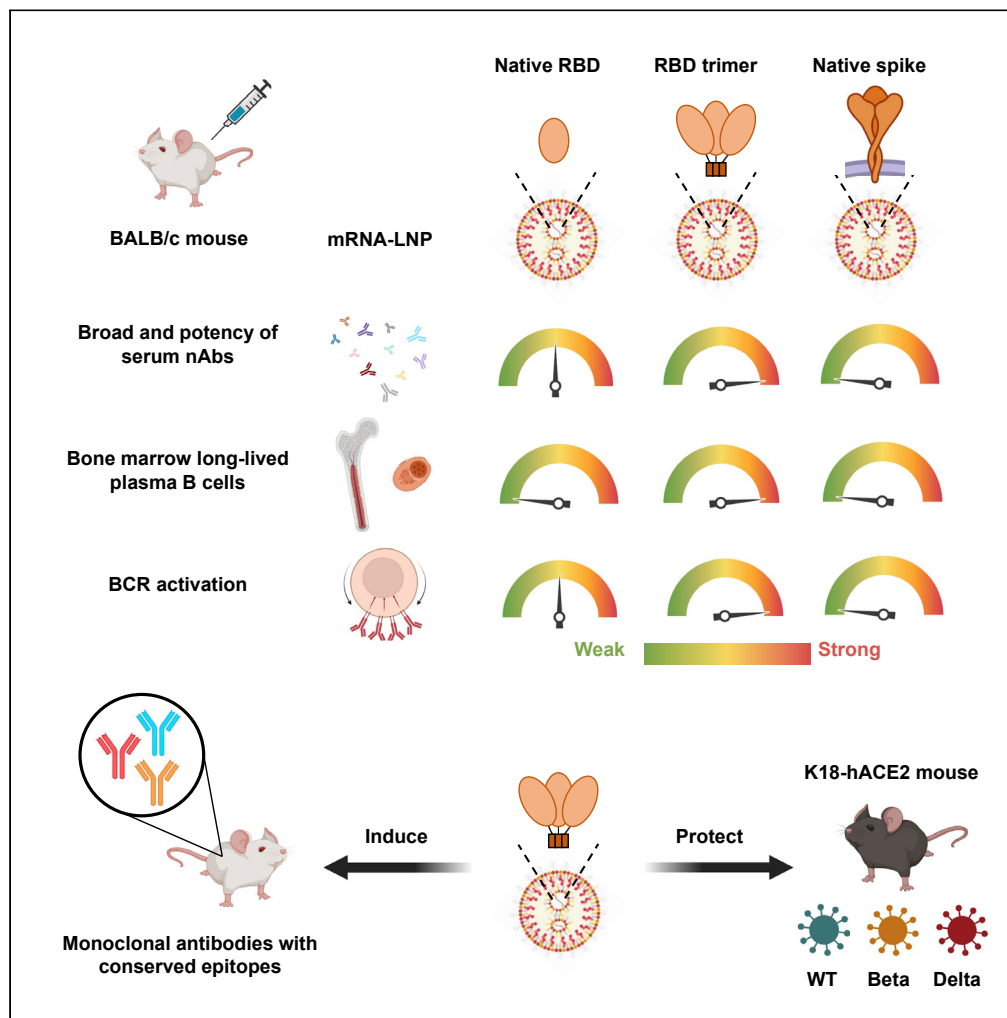 Native RBD
RBD trimer
Native spike
BALB/c mouse
mRNA-LNP
Broad and potency of
serum nAbs
Bone marrow long-lived
plasma B cells
BCR activation
Weak
Strong
K18-hACE2 mouse
Induce
Protect
Monoclonal antibodies with
conserved epitopes
WT
Beta
Delta